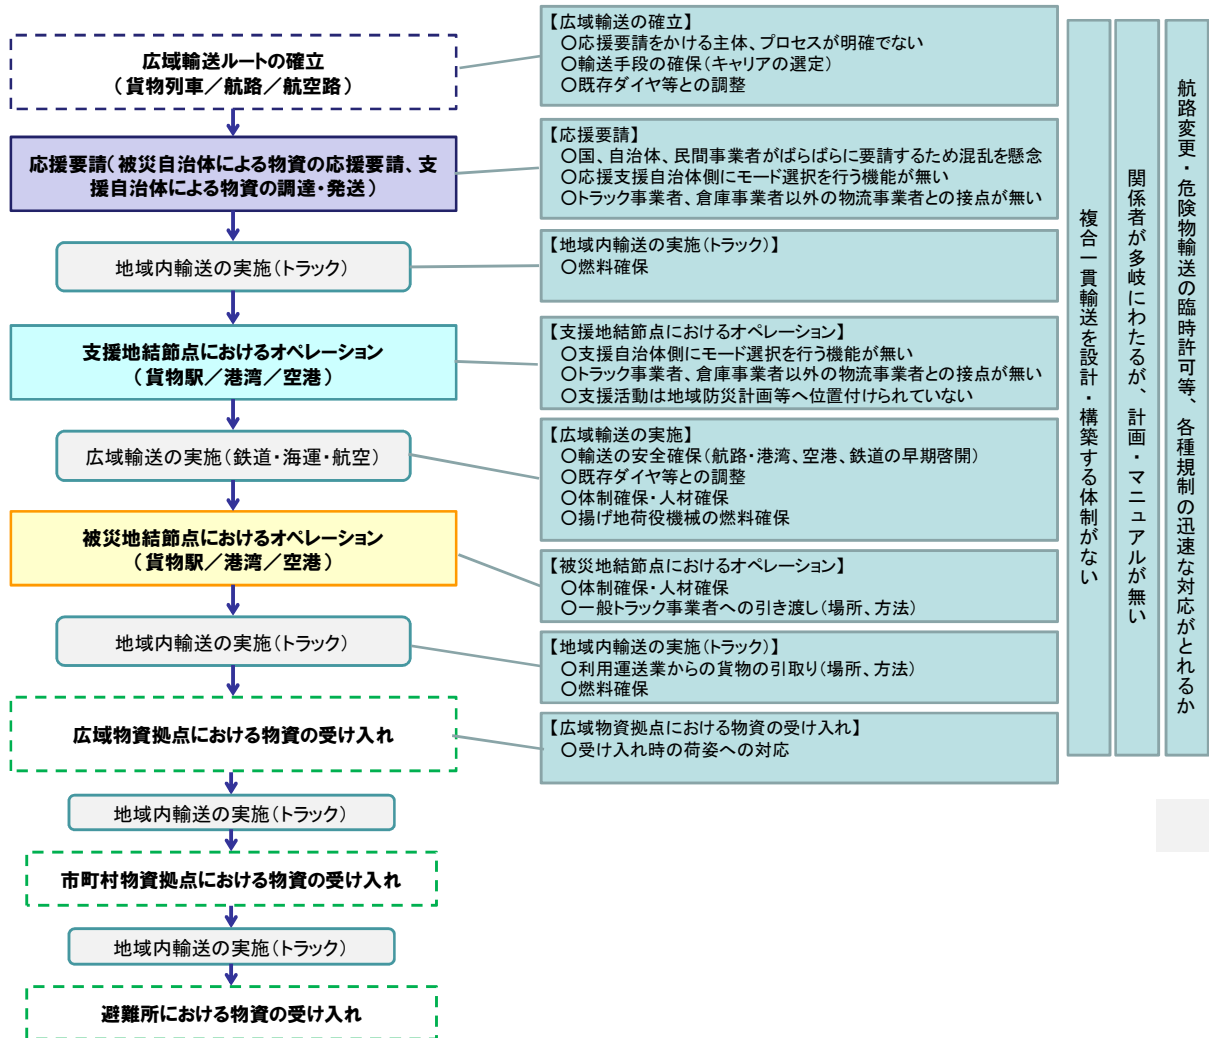 広域輸送ルートの確立
（貨物列車／航路／航空路）
応援要請（被災自治体による物資の応援要請、支
援自治体による物資の調達・発送）
地域内輸送の実施（トラック）
支援地結節点におけるオペレーション
（貨物駅／港湾／空港）
広域輸送の実施（鉄道・海運・航空）
被災地結節点におけるオペレーション
（貨物駅／港湾／空港）
地域内輸送の実施（トラック）
広域物資拠点における物資の受け入れ
地域内輸送の実施（トラック）
市町村物資拠点における物資の受け入れ
地域内輸送の実施（トラック）
避難所における物資の受け入れ
【広域輸送の確立】
〇応援要請をかける主体、プロセスが明確でない
〇輸送手段の確保（キャリアの選定）
〇既存ダイヤ等との調整
【応援要請】
〇国、自治体、民間事業者がばらばらに要請するため混乱を懸念
〇応援支援自治体側にモード選択を行う機能が無い
〇トラック事業者、倉庫事業者以外の物流事業者との接点が無い
【地域内輸送の実施（トラック）】
〇燃料確保
【支援地結節点におけるオペレーション】
〇支援自治体側にモード選択を行う機能が無い
〇トラック事業者、倉庫事業者以外の物流事業者との接点が無い
〇支援活動は地域防災計画等へ位置付けられていない
【広域輸送の実施】
〇輸送の安全確保（航路・港湾、空港、鉄道の早期啓開）
〇既存ダイヤ等との調整
〇体制確保・人材確保
〇揚げ地荷役機械の燃料確保
【被災地結節点におけるオペレーション】
〇体制確保・人材確保
〇一般トラック事業者への引き渡し（場所、方法）
【地域内輸送の実施（トラック）】
〇利用運送業からの貨物の引取り（場所、方法）
〇燃料確保
【広域物資拠点における物資の受け入れ】
〇受け入れ時の荷姿への対応
複合一貫輸送を設計・構築する体制がない
関係者が多岐にわたるが、計画・マニュアルが無い
航路変更・危険物輸送の臨時許可等、各種規制の迅速な対応がとれるか